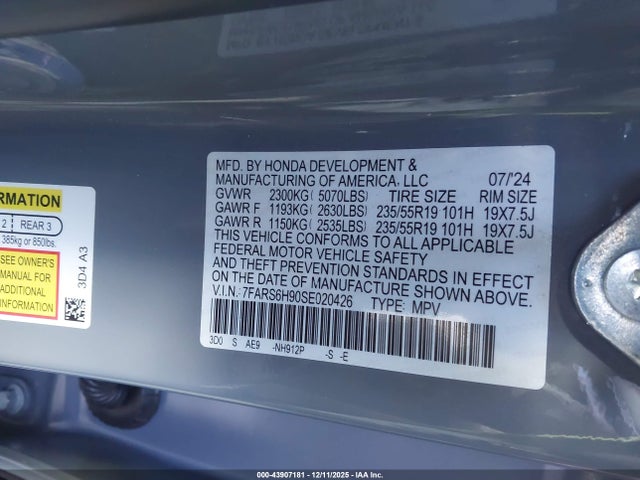 MFD. BY HONDA DEVELOPMENT &
MANUFACTURING OF AMERICA, LLC 07/'24
GVWR 2300KG( 5070LBS) TIRE SIZE RIM SIZE
GAWR F 1193KG( 2630LBS) 235/55R19 101H 19X7.5J
GAWR R 1150KG( 2535LBS) 235/55R19 101H 19X7.5J
THIS VEHICLE CONFORMS TO ALL APPLICABLE
FEDERAL MOTOR VEHICLE SAFETY
AND THEFT PREVENTION STANDARDS IN EFFECT
ON THE DATE OF MANUFACTURE SHOWN ABOVE.
V.I.N.: 7FARS6H90SE020426 TYPE: MPV
3D0 S AE9 -NH912P -S -E
FORMATION
2 REAR 3
385kg or 850lbs.
SEE OWNER'S
MANUAL FOR
ADDITIONAL
INFORMATION
3D4 A3
000-43907181 - 12/11/2025 - IAA Inc.